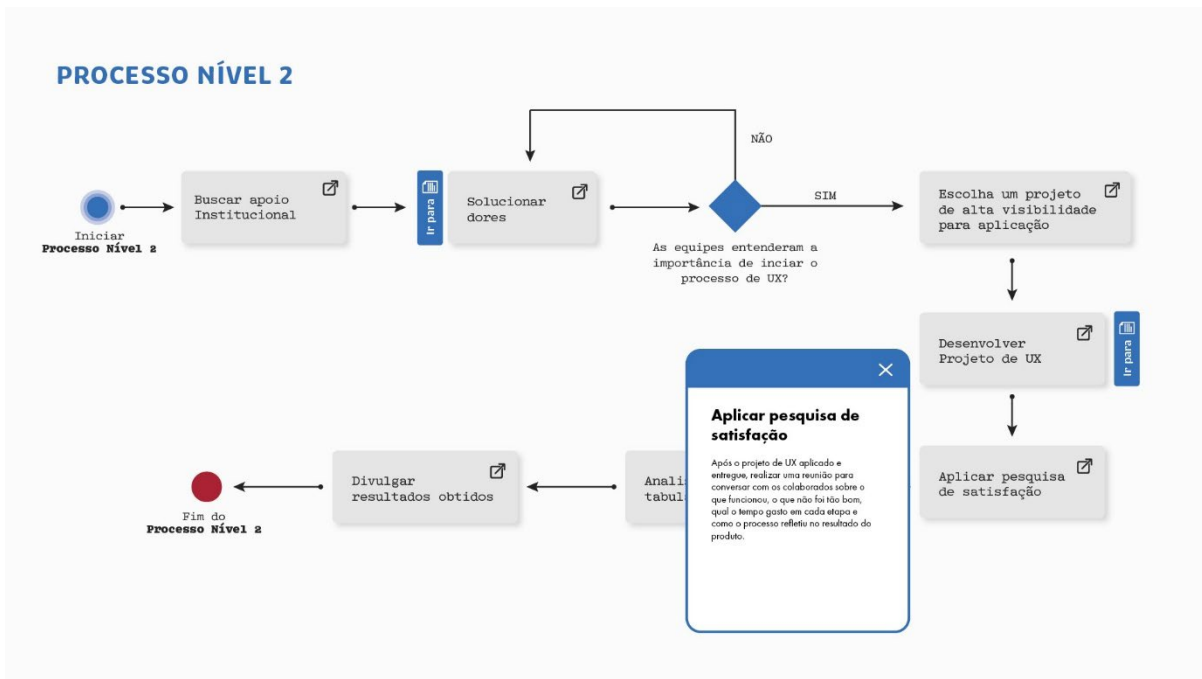 PROCESSO NÍVEL 2
NÃO
Buscar apoio
Institucional
Ir para
Solucionar
dores
SIM
Escolha um projeto
de alta visibilidade
para aplicação
Iniciar
Processo Nível 2
As equipes entenderam a
importância de inciar o
processo de UX?
Desenvolver
Projeto de UX
Ir para
Aplicar pesquisa de
satisfação
Após o projeto de UX aplicado e
entregue, realizar uma reunião para
conversar com os colaborados sobre o
que funcionou, o que não foi tão bom,
qual o tempo gasto em cada etapa e
como o processo refletiu no resultado do
produto.
Aplicar pesquisa
de satisfação
Divulgar
resultados obtidos
Fim do
Processo Nível 2